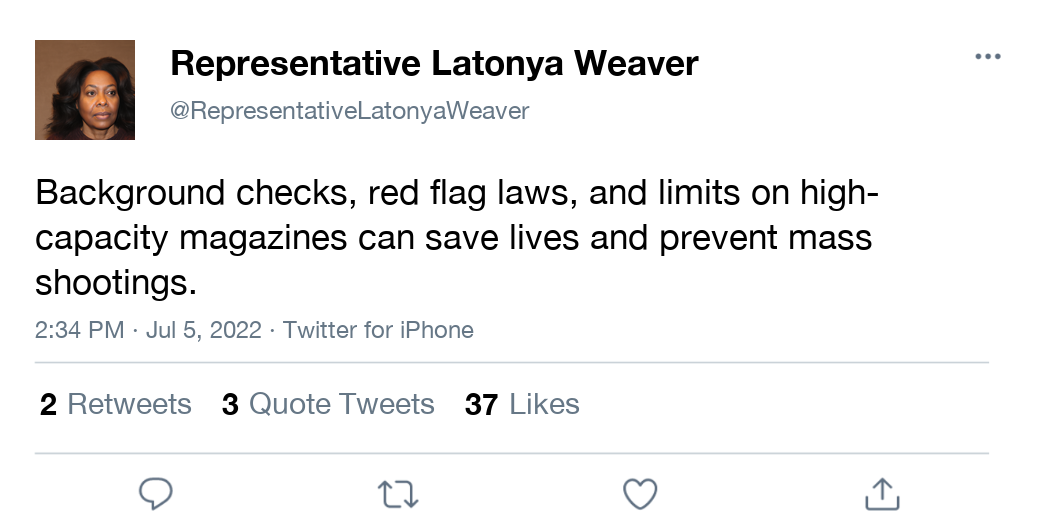 Representative Latonya Weaver
@RepresentativeLatonyaWeaver
Background checks, red flag laws, and limits on high-
capacity magazines can save lives and prevent mass
shootings.
2:34 PM · Jul 5, 2022 · Twitter for iPhone
2 Retweets 3 Quote Tweets 37 Likes